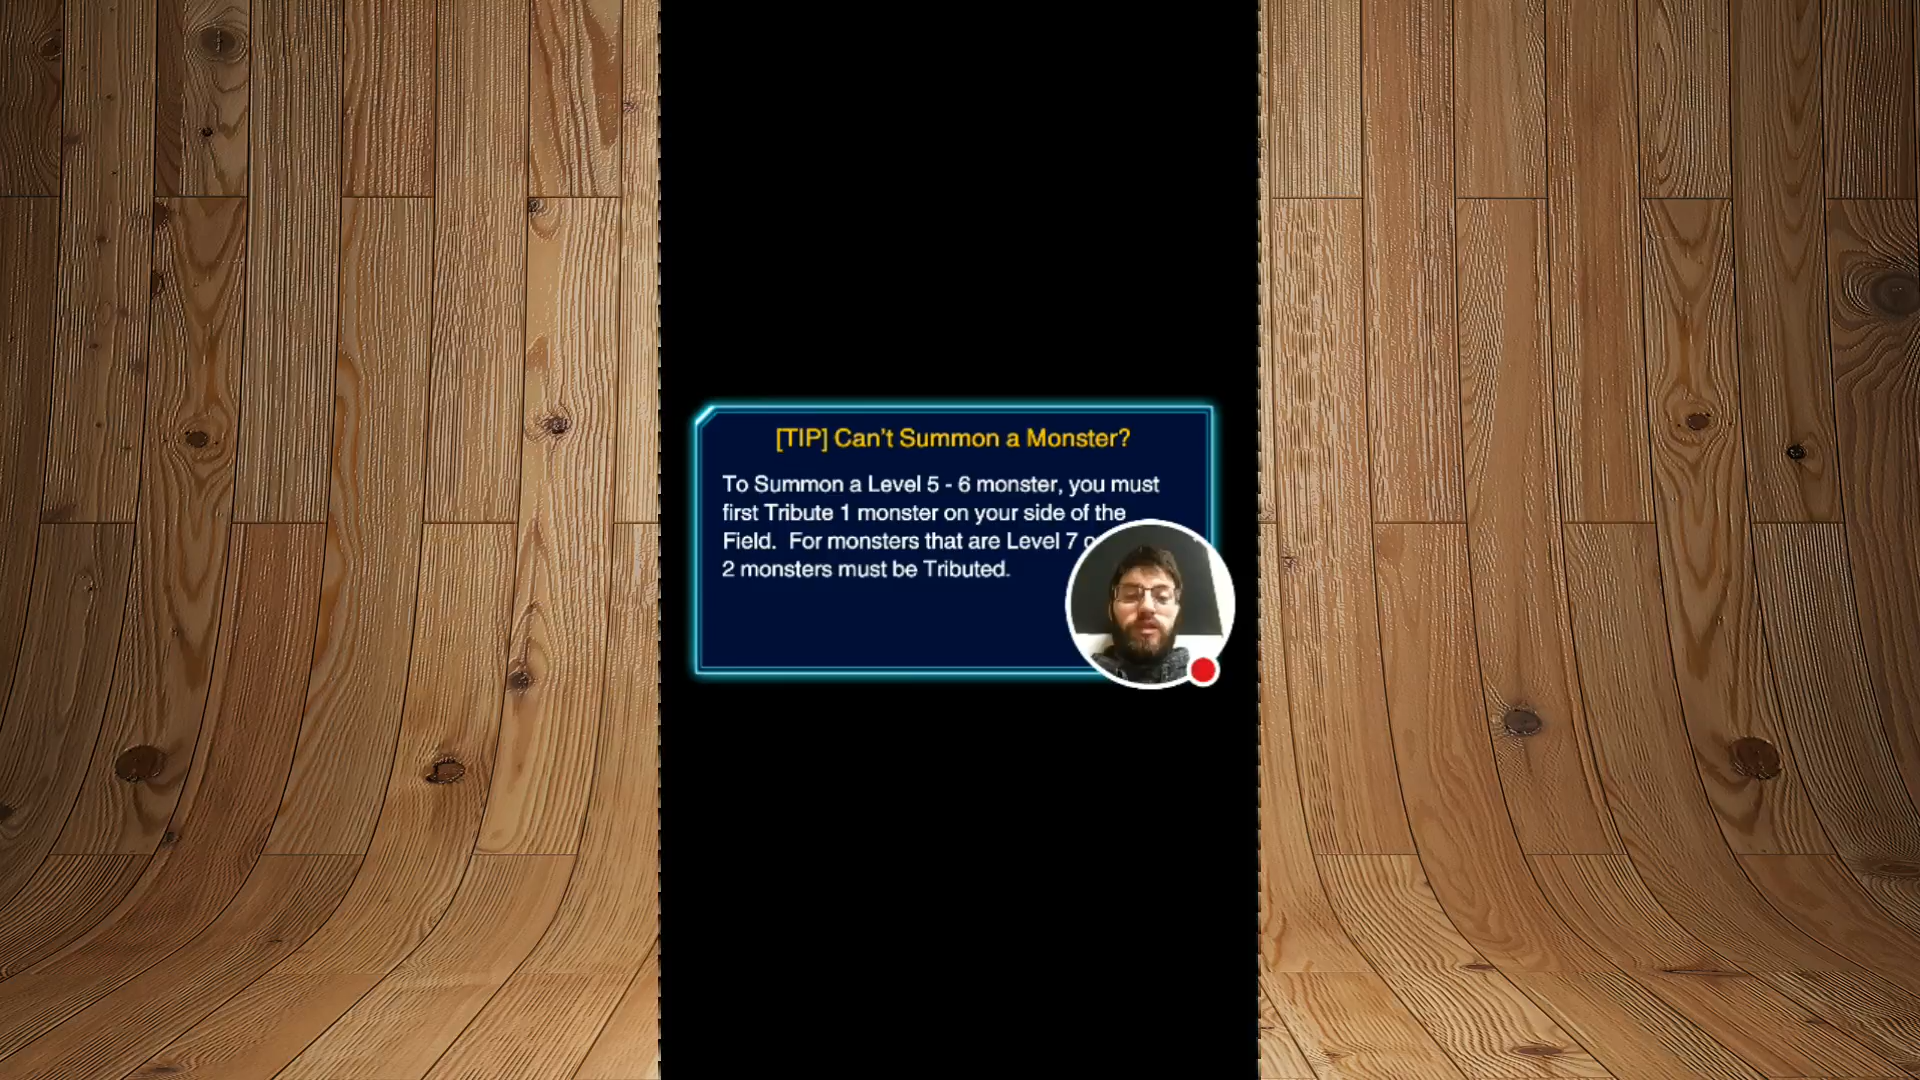 [TIP] Can't Summon a Monster?
To Summon a Level 5 - 6 monster, you must
first Tribute 1 monster on your side of the
Field. For monsters that are Level 7
2 monsters must be Tributed.